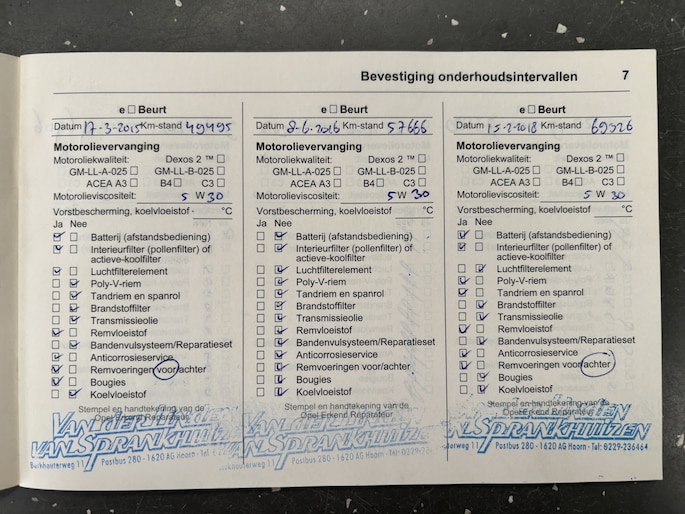 Bevestiging onderhoudsintervallen 7
e □ Beurt
Datum 17-3-2015 Km-stand 49495
Motorolievervanging
Motoroliekwaliteit: Dexos 2 ™ □
GM-LL-A-025 □ GM-LL-B-025 □
ACEA A3 □ B4 □ C3 □
Motorolieviscositeit: 5 W 30
Vorstbescherming, koelvloeistof - °C
Ja Nee
Batterij (afstandsbediening)
Interieurfilter (pollenfilter) of
actieve-koolfilter
Luchtfilterelement
Poly-V-riem
Tandriem en spanrol
Brandstoffilter
Transmissieolie
Remvloeistof
Bandenvulsysteem/Reparatieset
Anticorrosieservice
Remvoeringen voor/achter
Bougies
Koelvloeistof
Stempel en handtekening van de
Opel Erkend Reparateur
VAN DER LINDEN
VAN SPRANKHUIZEN
Berkhouterweg 11 Postbus 280 - 1620 AG Hoorn - Tel:
e □ Beurt
Datum 8-6-2016 Km-stand 57666
Motorolievervanging
Motoroliekwaliteit: Dexos 2 ™ □
GM-LL-A-025 □ GM-LL-B-025 □
ACEA A3 □ B4 □ C3 □
Motorolieviscositeit: 5 W 30
Vorstbescherming, koelvloeistof °C
Ja Nee
Batterij (afstandsbediening)
Interieurfilter (pollenfilter) of
actieve-koolfilter
Luchtfilterelement
Poly-V-riem
Tandriem en spanrol
Brandstoffilter
Transmissieolie
Remvloeistof
Bandenvulsysteem/Reparatieset
Anticorrosieservice
Remvoeringen voor/achter
Bougies
Koelvloeistof
Stempel en handtekening van de
Opel Erkend Reparateur
VAN SPRANKHUIZEN
Postbus 280 - 1620 AG Hoorn - Tel: 0229-
e □ Beurt
Datum 15-2-2018 Km-stand 69326
Motorolievervanging
Motoroliekwaliteit: Dexos 2 ™ □
GM-LL-A-025 □ GM-LL-B-025 □
ACEA A3 □ B4 □ C3 □
Motorolieviscositeit: 5 W 30
Vorstbescherming, koelvloeistof °C
Ja Nee
Batterij (afstandsbediening)
Interieurfilter (pollenfilter) of
actieve-koolfilter
Luchtfilterelement
Poly-V-riem
Tandriem en spanrol
Brandstoffilter
Transmissieolie
Remvloeistof
Bandenvulsysteem/Reparatieset
Anticorrosieservice
Remvoeringen voor/achter
Bougies
Koelvloeistof
Stempel en handtekening van de
Opel Erkend Reparateur
VAN SPRANKHUIZEN
Berkhouterweg 11 Postbus 280 - 1620 AG Hoorn - Tel: 0229-236464